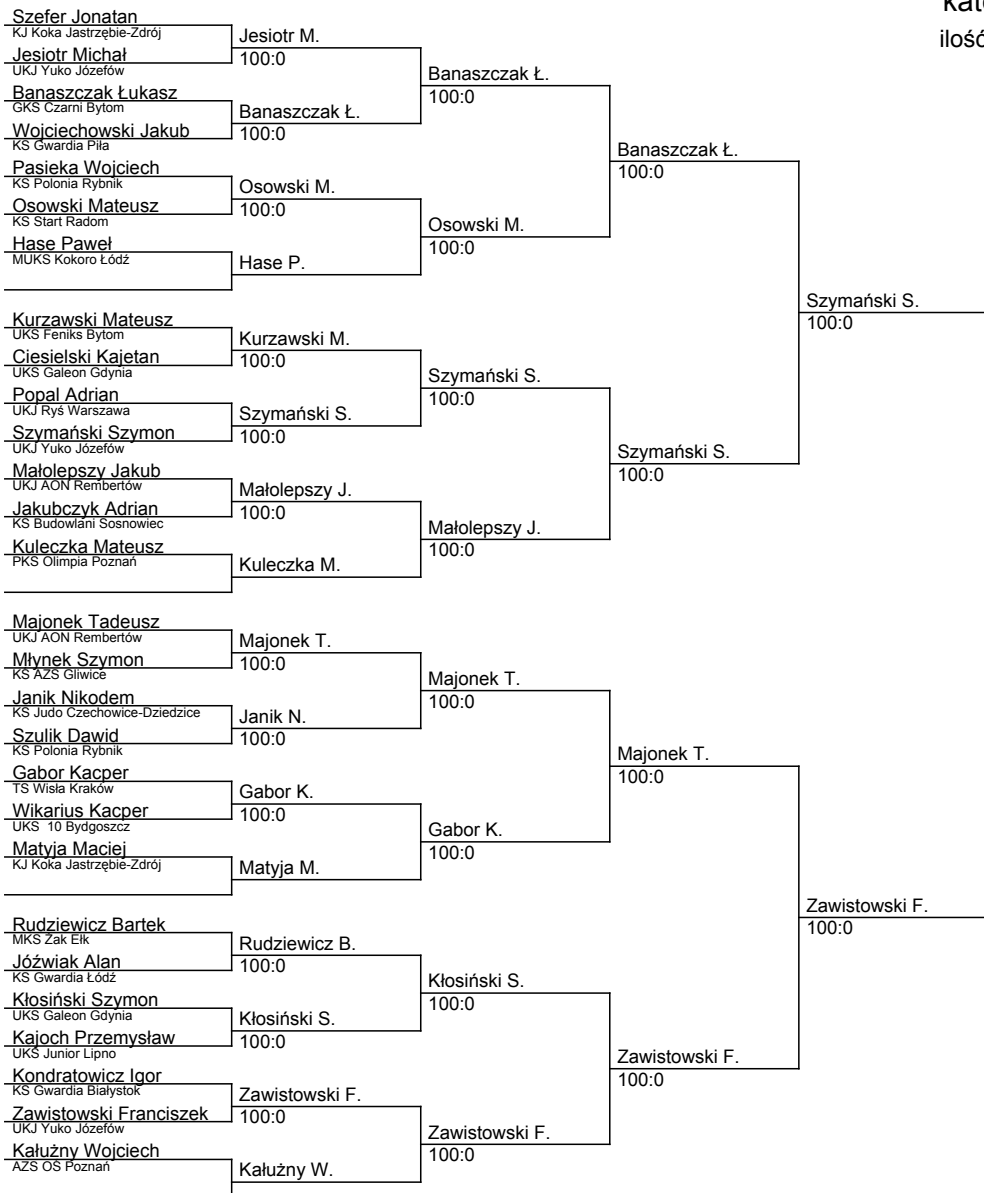 kat
ilość
Szefer Jonatan
KJ Koka Jastrzębie-Zdrój
Jesiotr Michał
UKJ Yuko Józefów
Banaszczak Łukasz
GKS Czarni Bytom
Wojciechowski Jakub
KS Gwardia Piła
Pasieka Wojciech
KS Polonia Rybnik
Osowski Mateusz
KS Start Radom
Hase Paweł
MUKS Kokoro Łódź
Kurzawski Mateusz
UKS Feniks Bytom
Ciesielski Kajetan
UKS Galeon Gdynia
Popal Adrian
UKJ Ryś Warszawa
Szymański Szymon
UKJ Yuko Józefów
Małolepszy Jakub
UKJ AON Rembertów
Jakubczyk Adrian
KS Budowlani Sosnowiec
Kuleczka Mateusz
PKS Olimpia Poznań
Majonek Tadeusz
UKJ AON Rembertów
Młynek Szymon
KS AZS Gliwice
Janik Nikodem
KS Judo Czechowice-Dziedzice
Szulik Dawid
KS Polonia Rybnik
Gabor Kacper
TS Wisła Kraków
Wikarius Kacper
UKS 10 Bydgoszcz
Matyja Maciej
KJ Koka Jastrzębie-Zdrój
Rudziewicz Bartek
MKS Żak Ełk
Jóźwiak Alan
KS Gwardia Łódź
Kłosiński Szymon
UKS Galeon Gdynia
Kajoch Przemysław
UKS Junior Lipno
Kondratowicz Igor
KS Gwardia Białystok
Zawistowski Franciszek
UKJ Yuko Józefów
Kałużny Wojciech
AZS OŚ Poznań
Jesiotr M.
100:0
Banaszczak Ł.
100:0
Osowski M.
100:0
Hase P.
Kurzawski M.
100:0
Szymański S.
100:0
Małolepszy J.
100:0
Kuleczka M.
Majonek T.
100:0
Janik N.
100:0
Gabor K.
100:0
Matyja M.
Rudziewicz B.
100:0
Kłosiński S.
100:0
Zawistowski F.
100:0
Kałużny W.
Banaszczak Ł.
100:0
Osowski M.
100:0
Szymański S.
100:0
Małolepszy J.
100:0
Majonek T.
100:0
Gabor K.
100:0
Kłosiński S.
100:0
Zawistowski F.
100:0
Banaszczak Ł.
100:0
Szymański S.
100:0
Majonek T.
100:0
Zawistowski F.
100:0
Szymański S.
100:0
Zawistowski F.
100:0